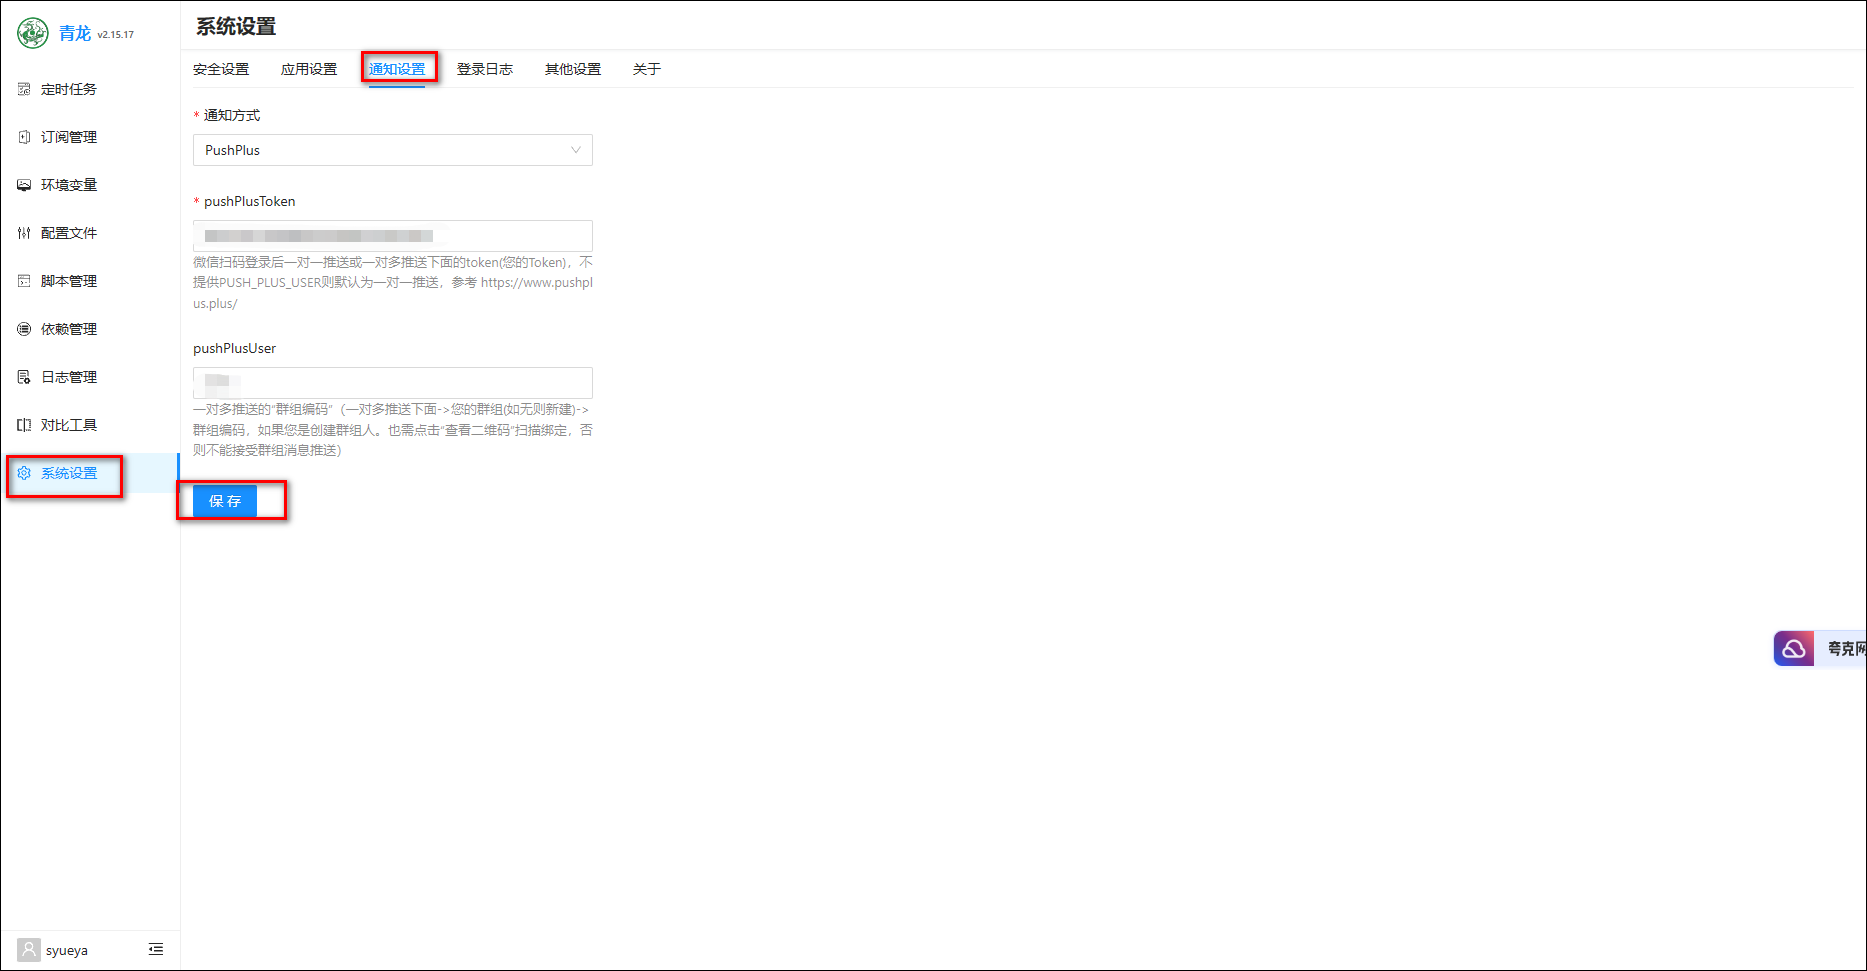 青龙 v2.15.17
定时任务
订阅管理
环境变量
配置文件
脚本管理
依赖管理
日志管理
对比工具
系统设置
syueya
系统设置
安全设置 应用设置 通知设置 登录日志 其他设置 关于
* 通知方式
PushPlus
* pushPlusToken
微信扫码登录后一对一推送或一对多推送下面的token(您的Token)，不
提供PUSH_PLUS_USER则默认为一对一推送，参考 https://www.pushpl
us.plus/
pushPlusUser
一对多推送的“群组编码”（一对多推送下面->您的群组(如无则新建)->
群组编码，如果您是创建群组人。也需点击“查看二维码”扫描绑定，否
则不能接受群组消息推送）
保 存
夸克网